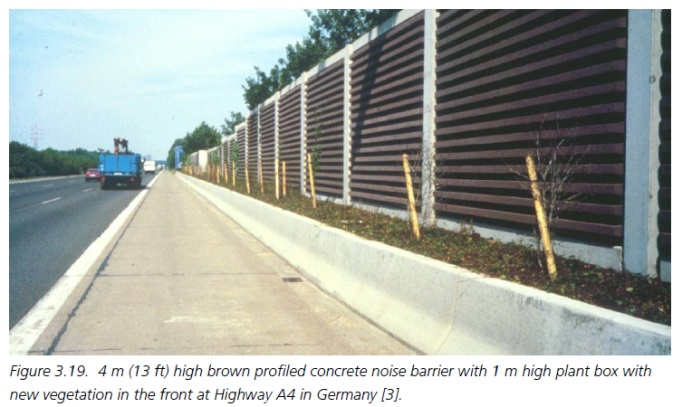 Figure 3.19. 4 m (13 ft) high brown profiled concrete noise barrier with 1 m high plant box with
new vegetation in the front at Highway A4 in Germany [3].